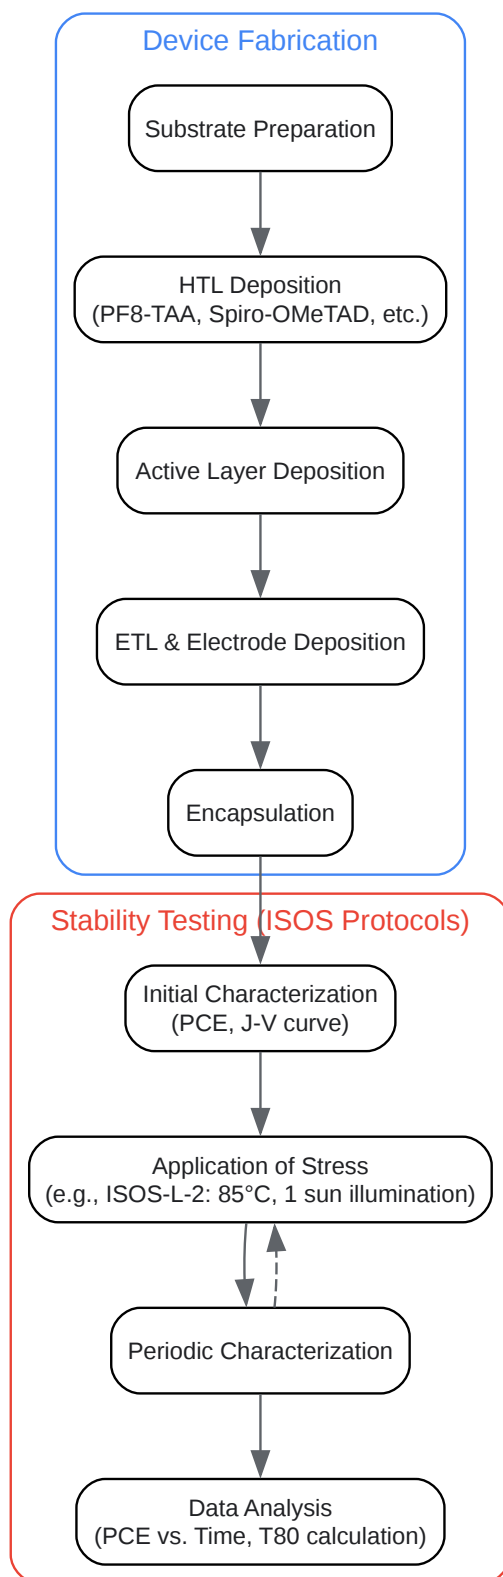 Device Fabrication
Substrate Preparation
HTL Deposition
(PF8-TAA, Spiro-OMeTAD, etc.)
Active Layer Deposition
ETL & Electrode Deposition
Encapsulation
Stability Testing (ISOS Protocols)
Initial Characterization
(PCE, J-V curve)
Application of Stress
(e.g., ISOS-L-2: 85°C, 1 sun illumination)
Periodic Characterization
Data Analysis
(PCE vs. Time, T80 calculation)